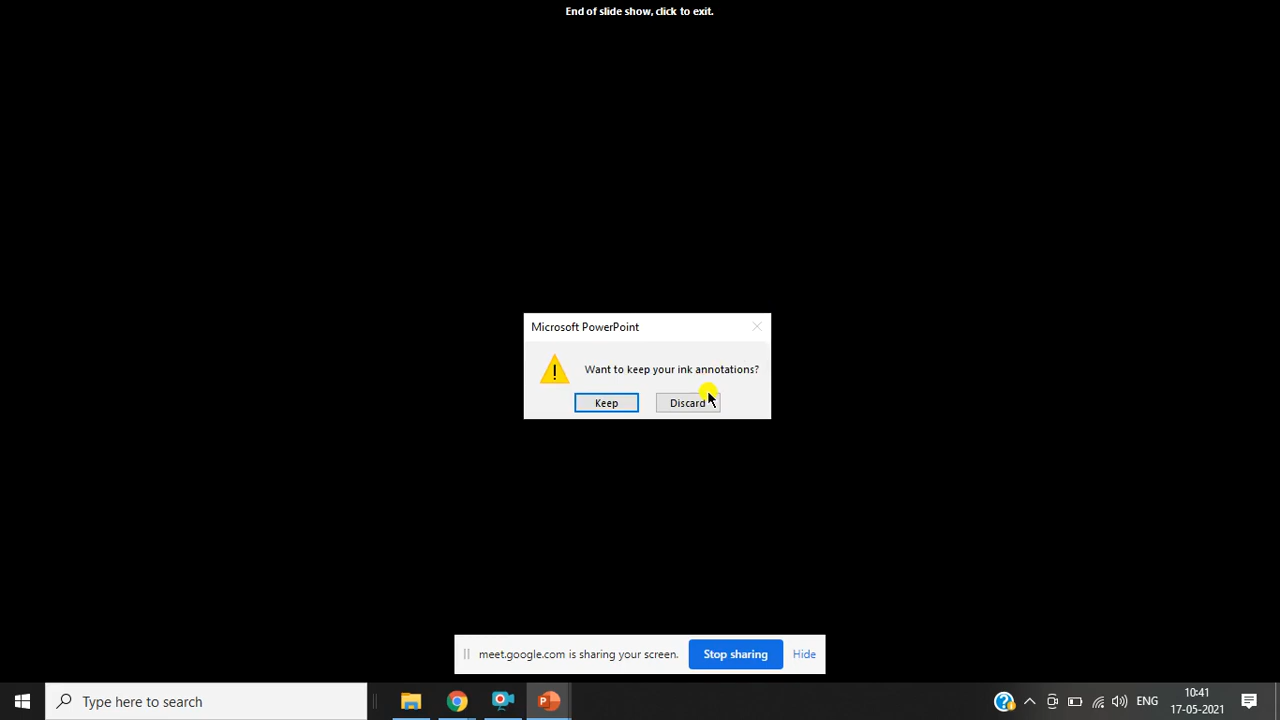 End of slide show, click to exit.
Microsoft PowerPoint
Want to keep your ink annotations?
Keep
Discard
meet.google.com is sharing your screen.
Stop sharing
Hide
Type here to search
ENG
10:41
17-05-2021